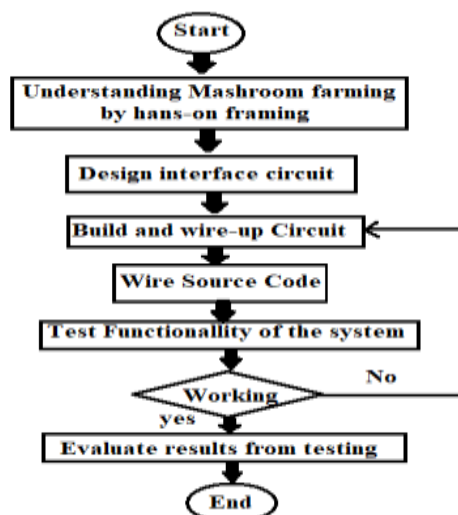 Start
Understanding Mashroom farming
by hans-on framing
Design interface circuit
Build and wire-up Circuit
Wire Source Code
Test Functionallity of the system
Working
No
yes
Evaluate results from testing
End